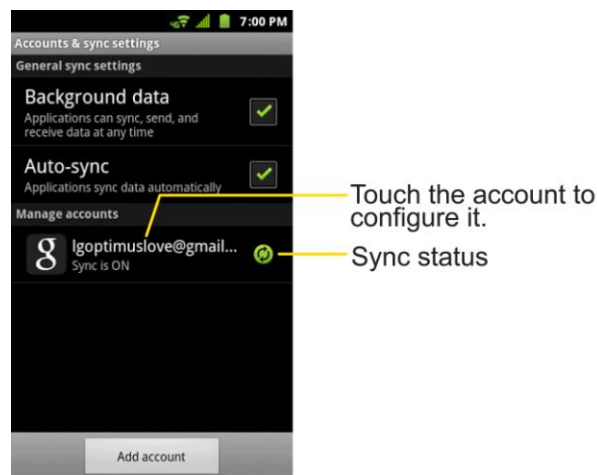 7:00 PM
Accounts & sync settings
General sync settings
Background data
Applications can sync, send, and
receive data at any time
Auto-sync
Applications sync data automatically
Manage accounts
g
lgoptimuslove@gmail...
Sync is ON
Add account
Touch the account to
configure it.
Sync status